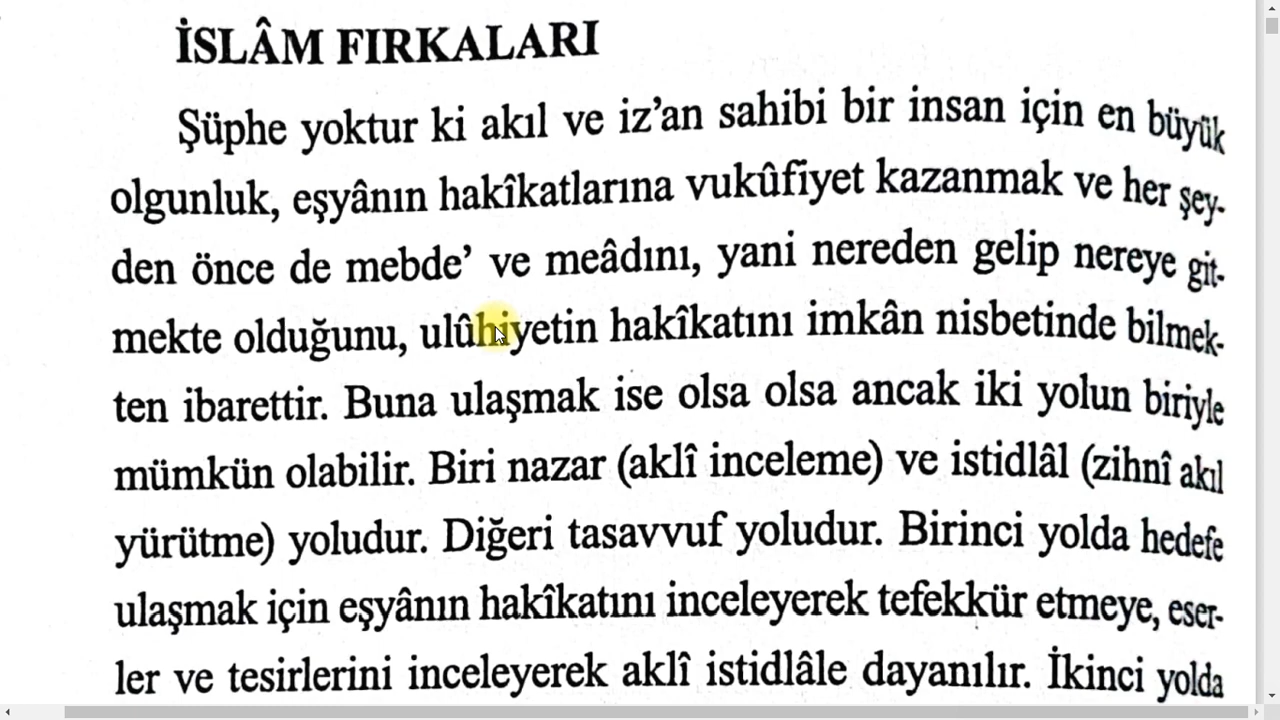 İSLÂM FIRKALARI
Şüphe yoktur ki akıl ve iz'an sahibi bir insan için en büyük
olgunluk, eşyânın hakîkatlarına vukûfiyet kazanmak ve her şey-
den önce de mebde' ve meâdını, yani nereden gelip nereye git-
mekte olduğunu, ulûhiyetin hakîkatını imkân nisbetinde bilmek-
ten ibarettir. Buna ulaşmak ise olsa olsa ancak iki yolun biriyle
mümkün olabilir. Biri nazar (aklî inceleme) ve istidlâl (zihnî akıl
yürütme) yoludur. Diğeri tasavvuf yoludur. Birinci yolda hedefe
ulaşmak için eşyânın hakîkatını inceleyerek tefekkür etmeye, eser-
ler ve tesirlerini inceleyerek aklî istidlâle dayanılır. İkinci yolda